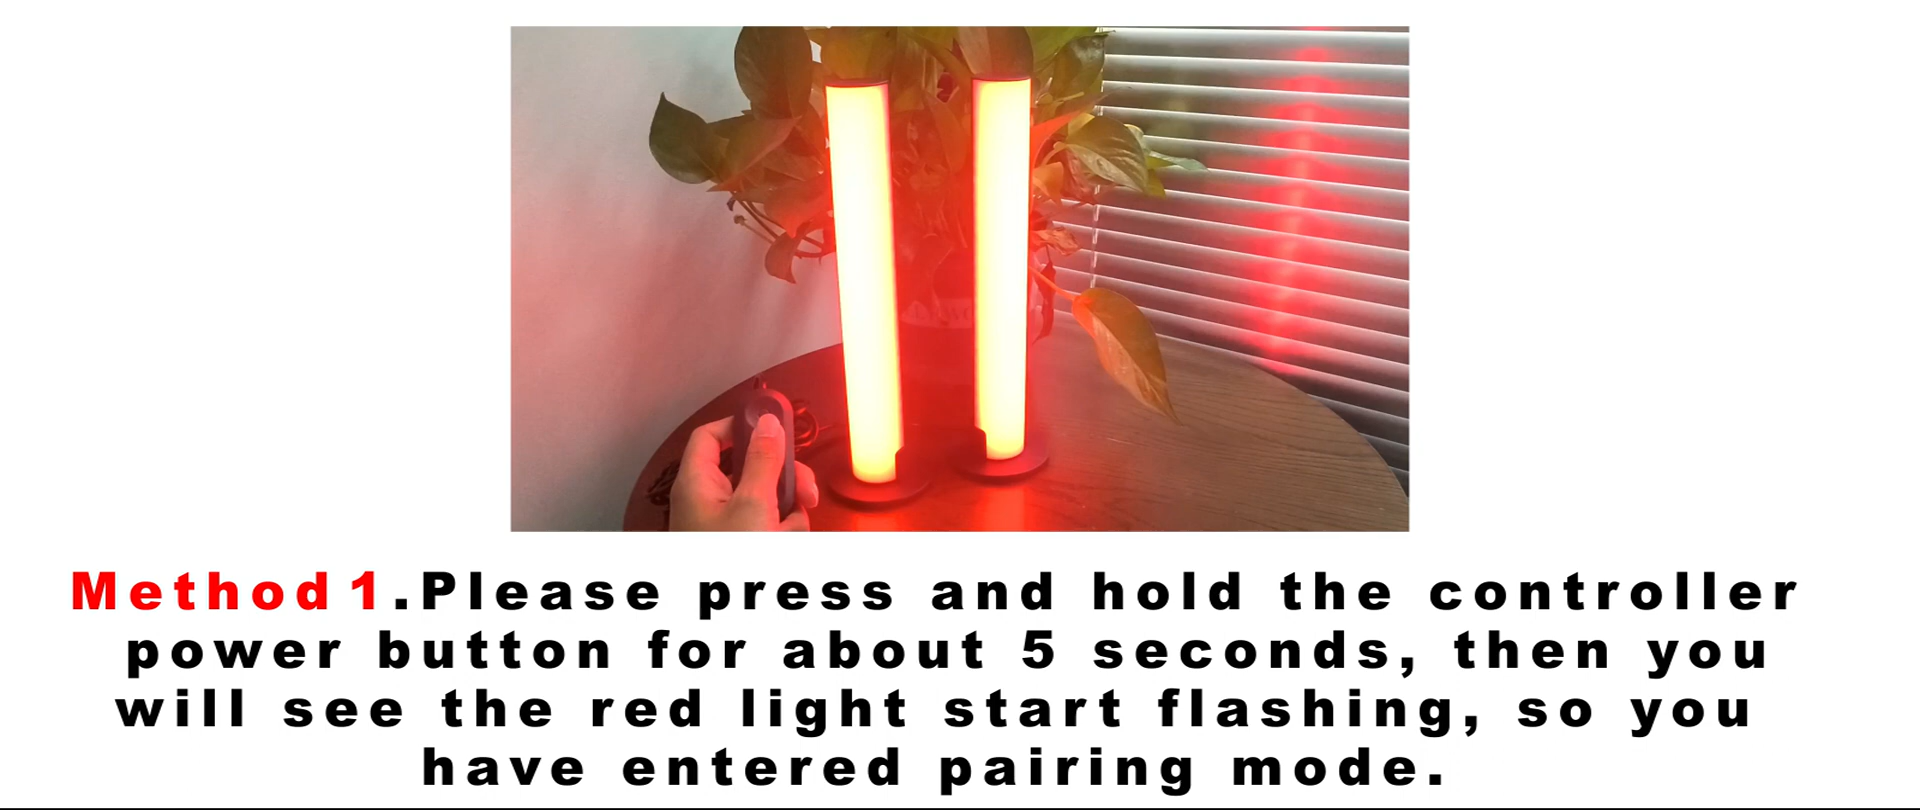 Method 1.Please press and hold the controller
power button for about 5 seconds, then you
will see the red light start flashing, so you
have entered pairing mode.